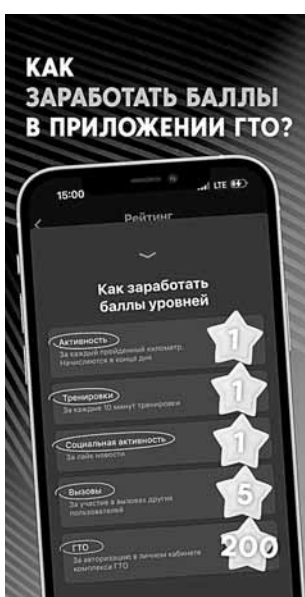 КАК
ЗАРАБОТАТЬ БАЛЛЫ
В ПРИЛОЖЕНИИ ГТО?
15:00
LTE
Рейтинг
Как заработать
баллы уровней
Активность
За каждый пройденный километр.
Начисляются в конце дня
1
Тренировки
За каждые 10 минут тренировки
1
Социальная активность
За лайк новости
1
Вызовы
За участие в вызовах других
пользователей
5
ГТО
За авторизацию в личном кабинете
комплекса ГТО
200